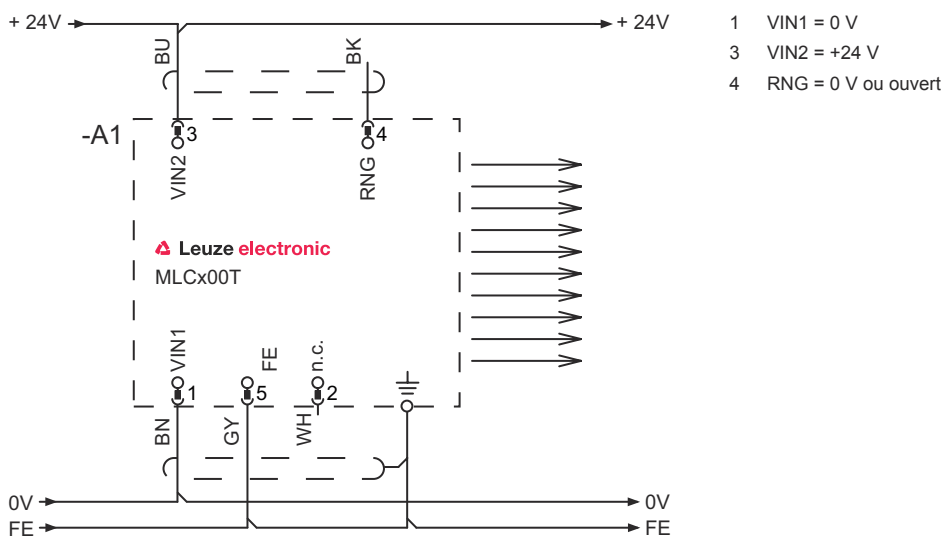 + 24V
+ 24V
1 VIN1 = 0 V
3 VIN2 = +24 V
4 RNG = 0 V ou ouvert
BU
BK
-A1
3
4
VIN2
RNG
Leuze electronic
MLCx00T
VIN1
FE
n.c.
1
5
2
BN
GY
WH
0V
0V
FE
FE